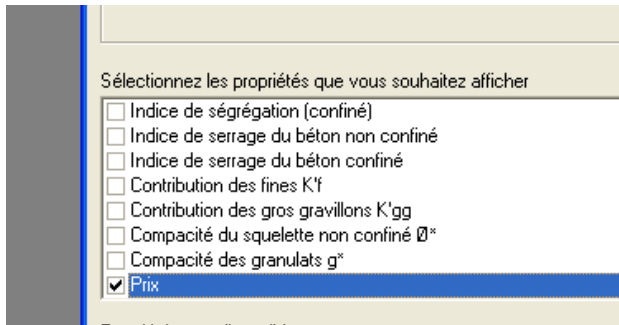 Sélectionnez les propriétés que vous souhaitez afficher
Indice de ségrégation (confiné)
Indice de serrage du béton non confiné
Indice de serrage du béton confiné
Contribution des fines K'f
Contribution des gros gravillons K'gg
Compacité du squelette non confiné Ø*
Compacité des granulats g*
Prix